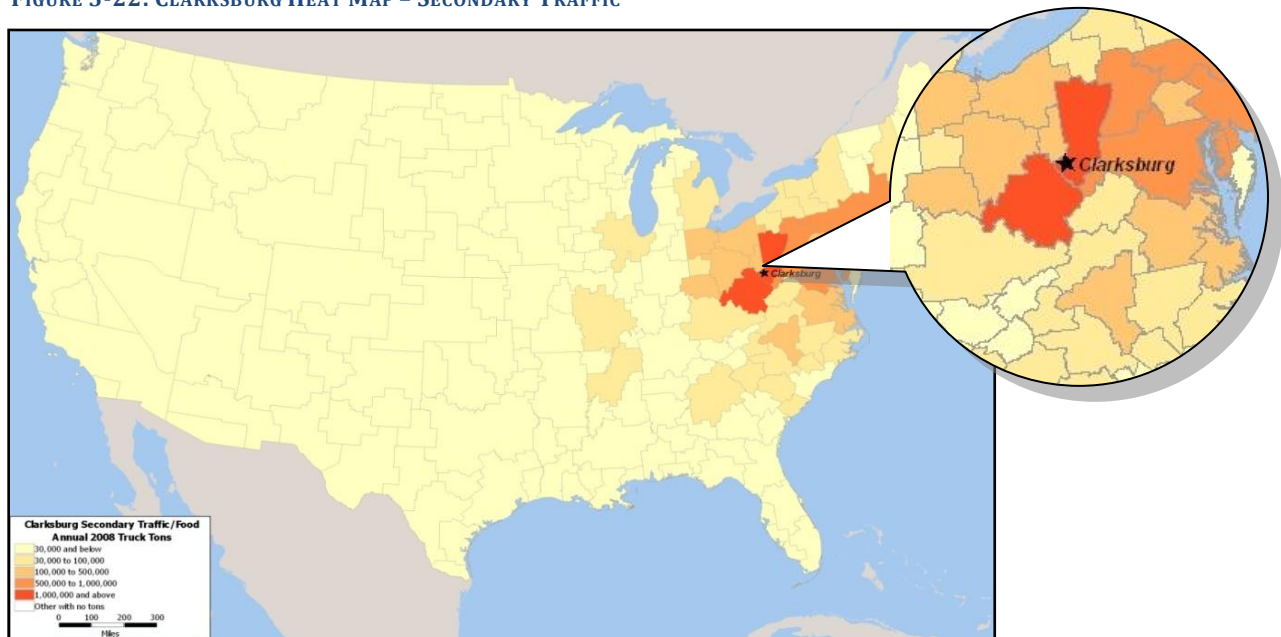 FIGURE 3-22: CLARKSBURG HEAT MAP – SECONDARY TRAFFIC
Clarksburg
Clarksburg
Clarksburg Secondary Traffic/Food
Annual 2008 Truck Tons
30,000 and below
30,000 to 100,000
100,000 to 500,000
500,000 to 1,000,000
1,000,000 and above
Other with no tons
0 100 200 300
Miles